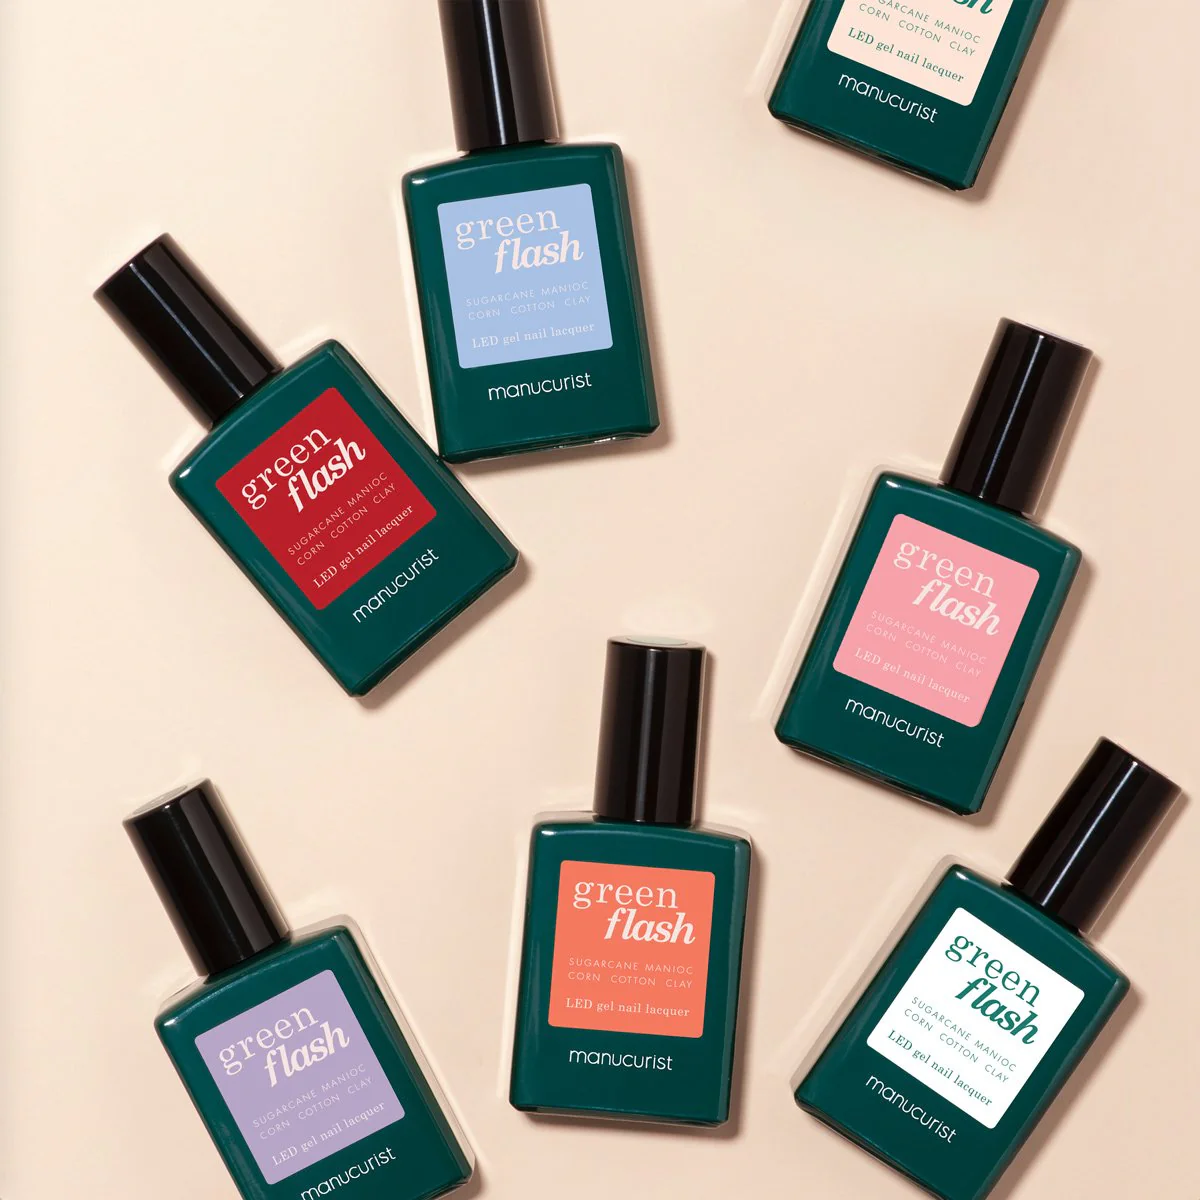 flash
SUGARCANE MANIOC
CORN COTTON CLAY
LED gel nail lacquer
manucurist
green
flash
SUGARCANE MANIOC
CORN COTTON CLAY
LED gel nail lacquer
manucurist
green
flash
SUGARCANE MANIOC
CORN COTTON CLAY
LED gel nail lacquer
manucurist
green
flash
SUGARCANE MANIOC
CORN COTTON CLAY
LED gel nail lacquer
manucurist
green
flash
SUGARCANE MANIOC
CORN COTTON CLAY
LED gel nail lacquer
manucurist
green
flash
SUGARCANE MANIOC
CORN COTTON CLAY
LED gel nail lacquer
manucurist
green
flash
SUGARCANE MANIOC
CORN COTTON CLAY
LED gel nail lacquer
manucurist